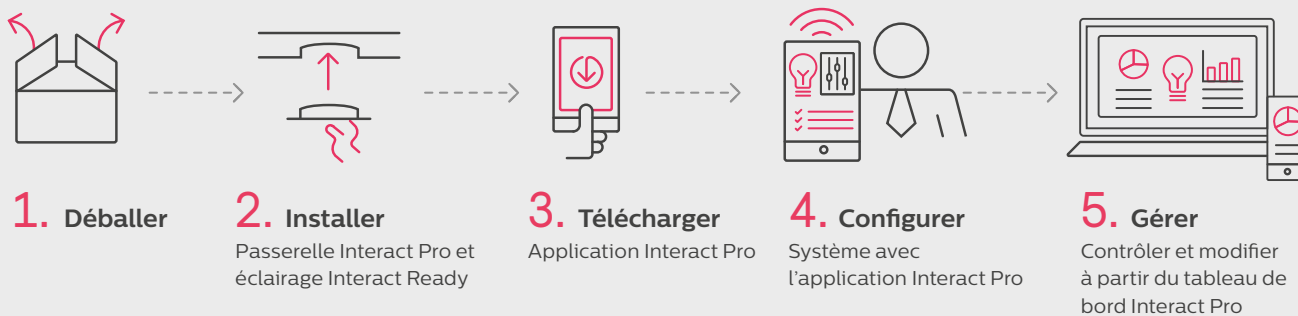 1. Déballer
2. Installer
Passerelle Interact Pro et
éclairage Interact Ready
3. Télécharger
Application Interact Pro
4. Configurer
Système avec
l’application Interact Pro
5. Gérer
Contrôler et modifier
à partir du tableau de
bord Interact Pro